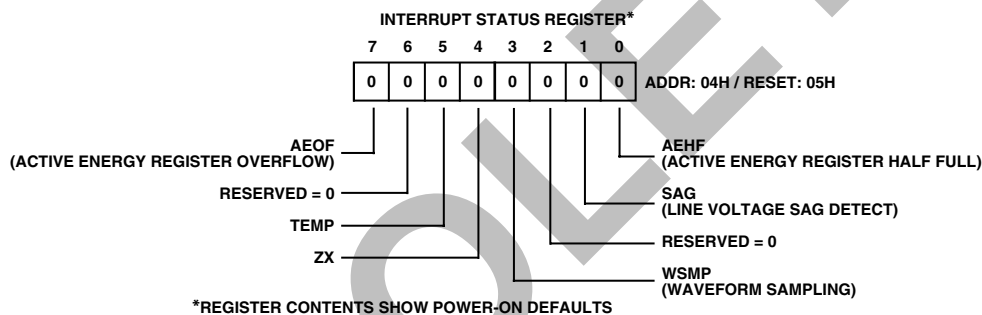 INTERRUPT STATUS REGISTER*
7 6 5 4 3 2 1 0
0 0 0 0 0 0 0 0 ADDR: 04H / RESET: 05H
AEOF
(ACTIVE ENERGY REGISTER OVERFLOW)
RESERVED = 0
TEMP
ZX
AEHF
(ACTIVE ENERGY REGISTER HALF FULL)
SAG
(LINE VOLTAGE SAG DETECT)
RESERVED = 0
WSMP
(WAVEFORM SAMPLING)
*REGISTER CONTENTS SHOW POWER-ON DEFAULTS